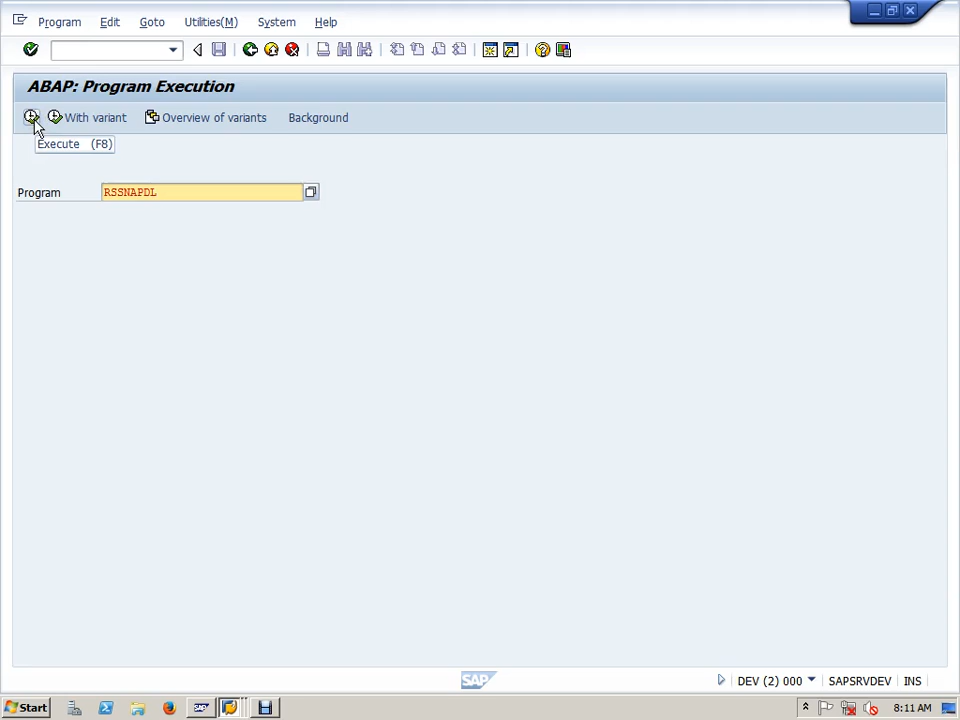 Program Edit Goto Utilities(M) System Help
ABAP: Program Execution
With variant Overview of variants Background
Execute (F8)
Program RSSNAPDL
SAP DEV (2) 000 SAPSRVDEV INS
Start 8:11 AM